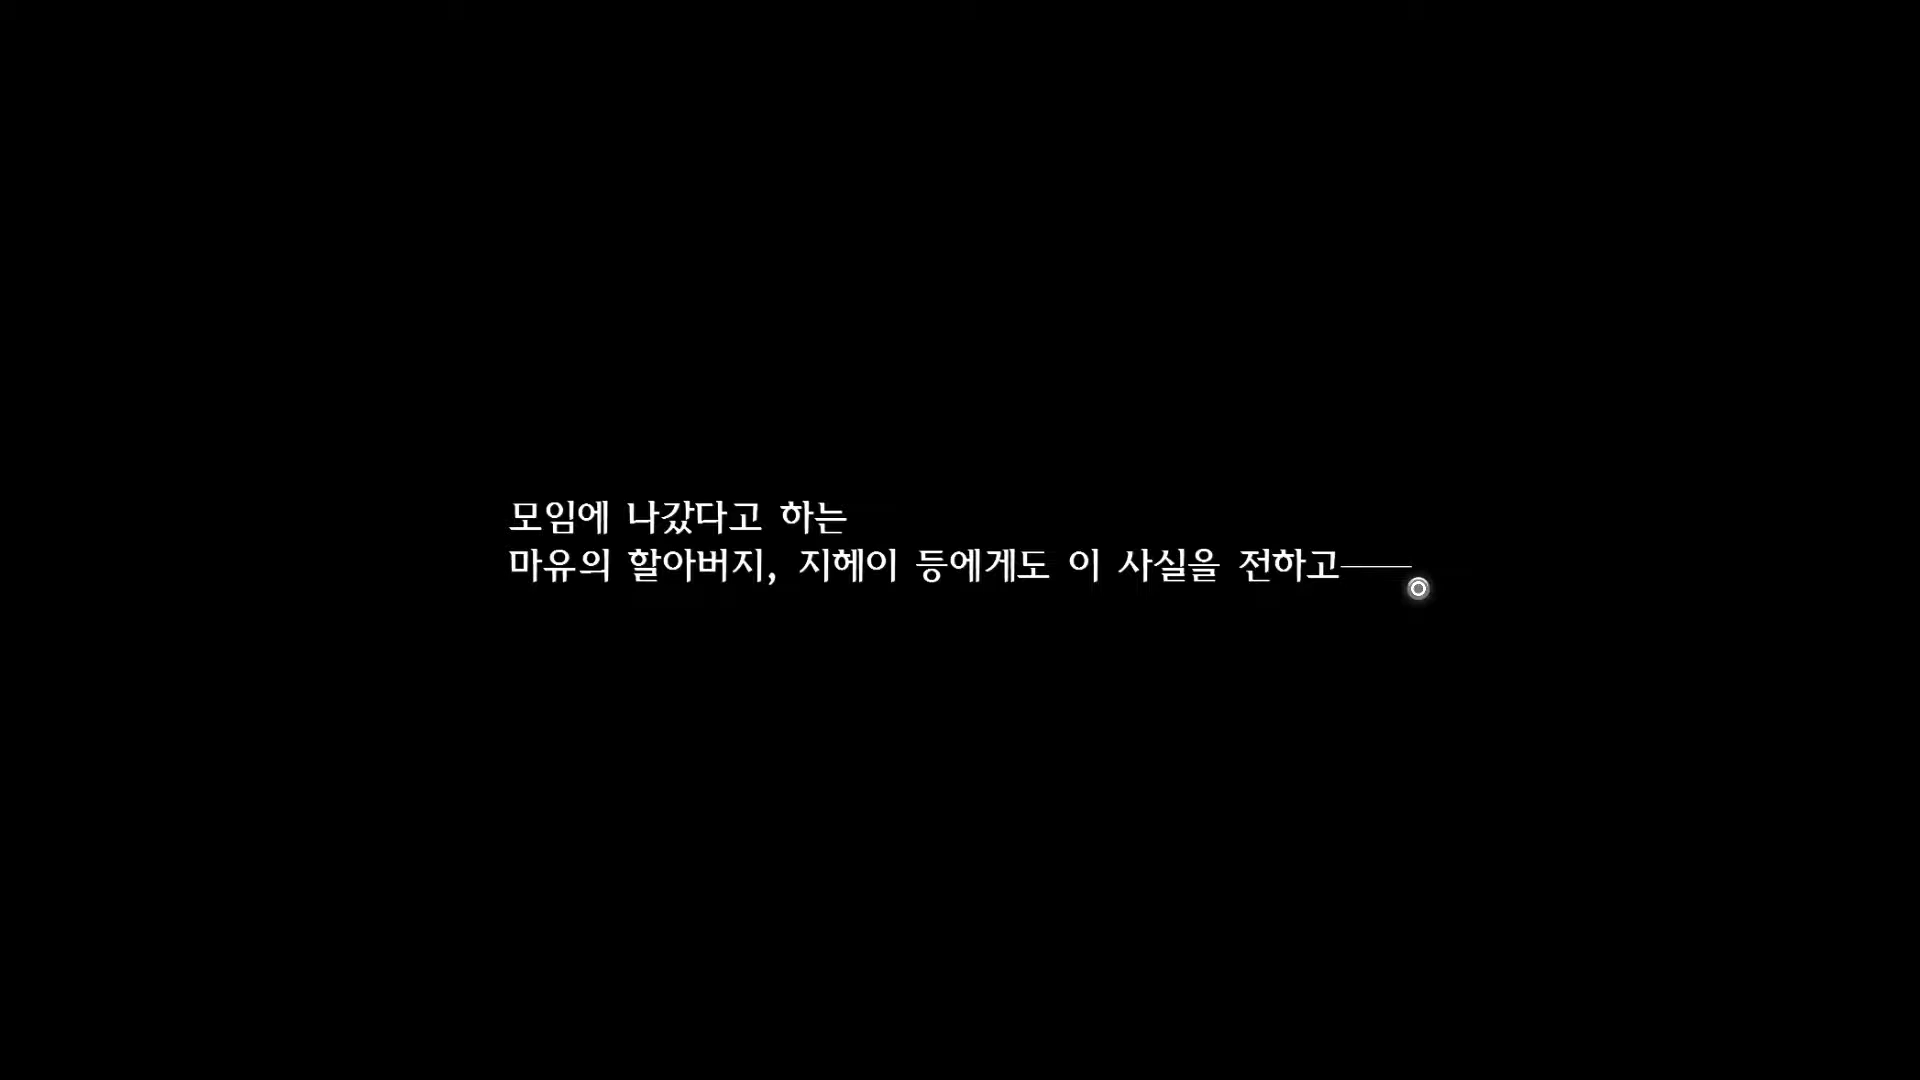 모임에 나갔다고 하는
마유의 할아버지, 지헤이 등에게도 이 사실을 전하고――